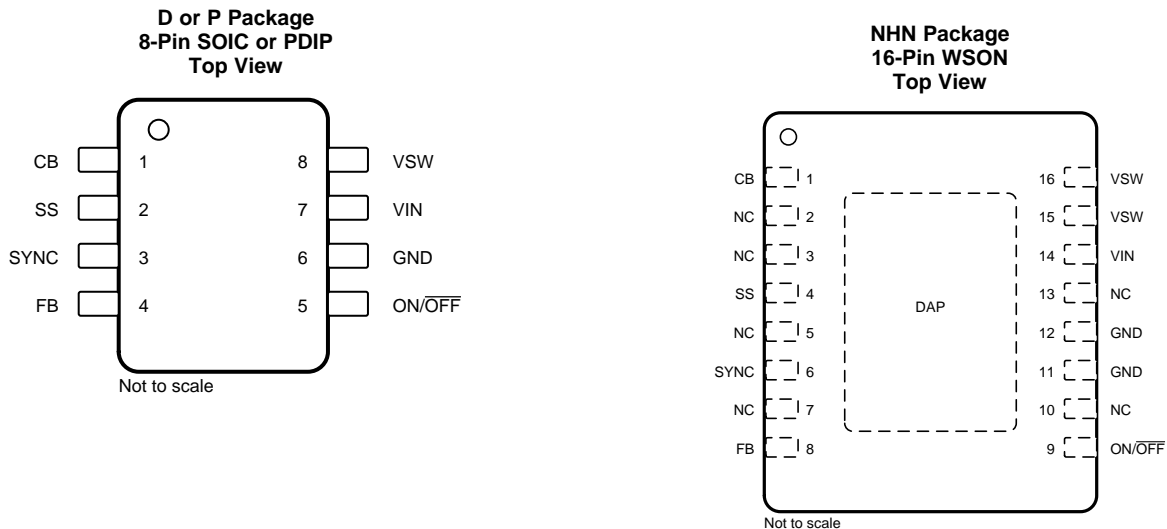 D or P Package
8-Pin SOIC or PDIP
Top View
CB 1 8 VSW
SS 2 7 VIN
SYNC 3 6 GND
FB 4 5 ON/OFF
Not to scale
NHN Package
16-Pin WSON
Top View
CB 1 16 VSW
NC 2 15 VSW
NC 3 14 VIN
SS 4 13 NC
DAP
NC 5 12 GND
SYNC 6 11 GND
NC 7 10 NC
FB 8 9 ON/OFF
Not to scale